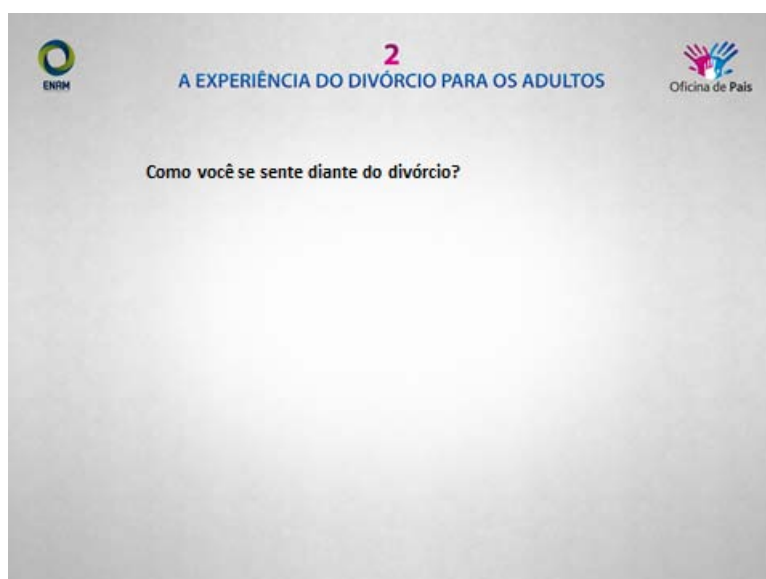 ENAM
2
A EXPERIÊNCIA DO DIVÓRCIO PARA OS ADULTOS
Oficina de Pais
Como você se sente diante do divórcio?